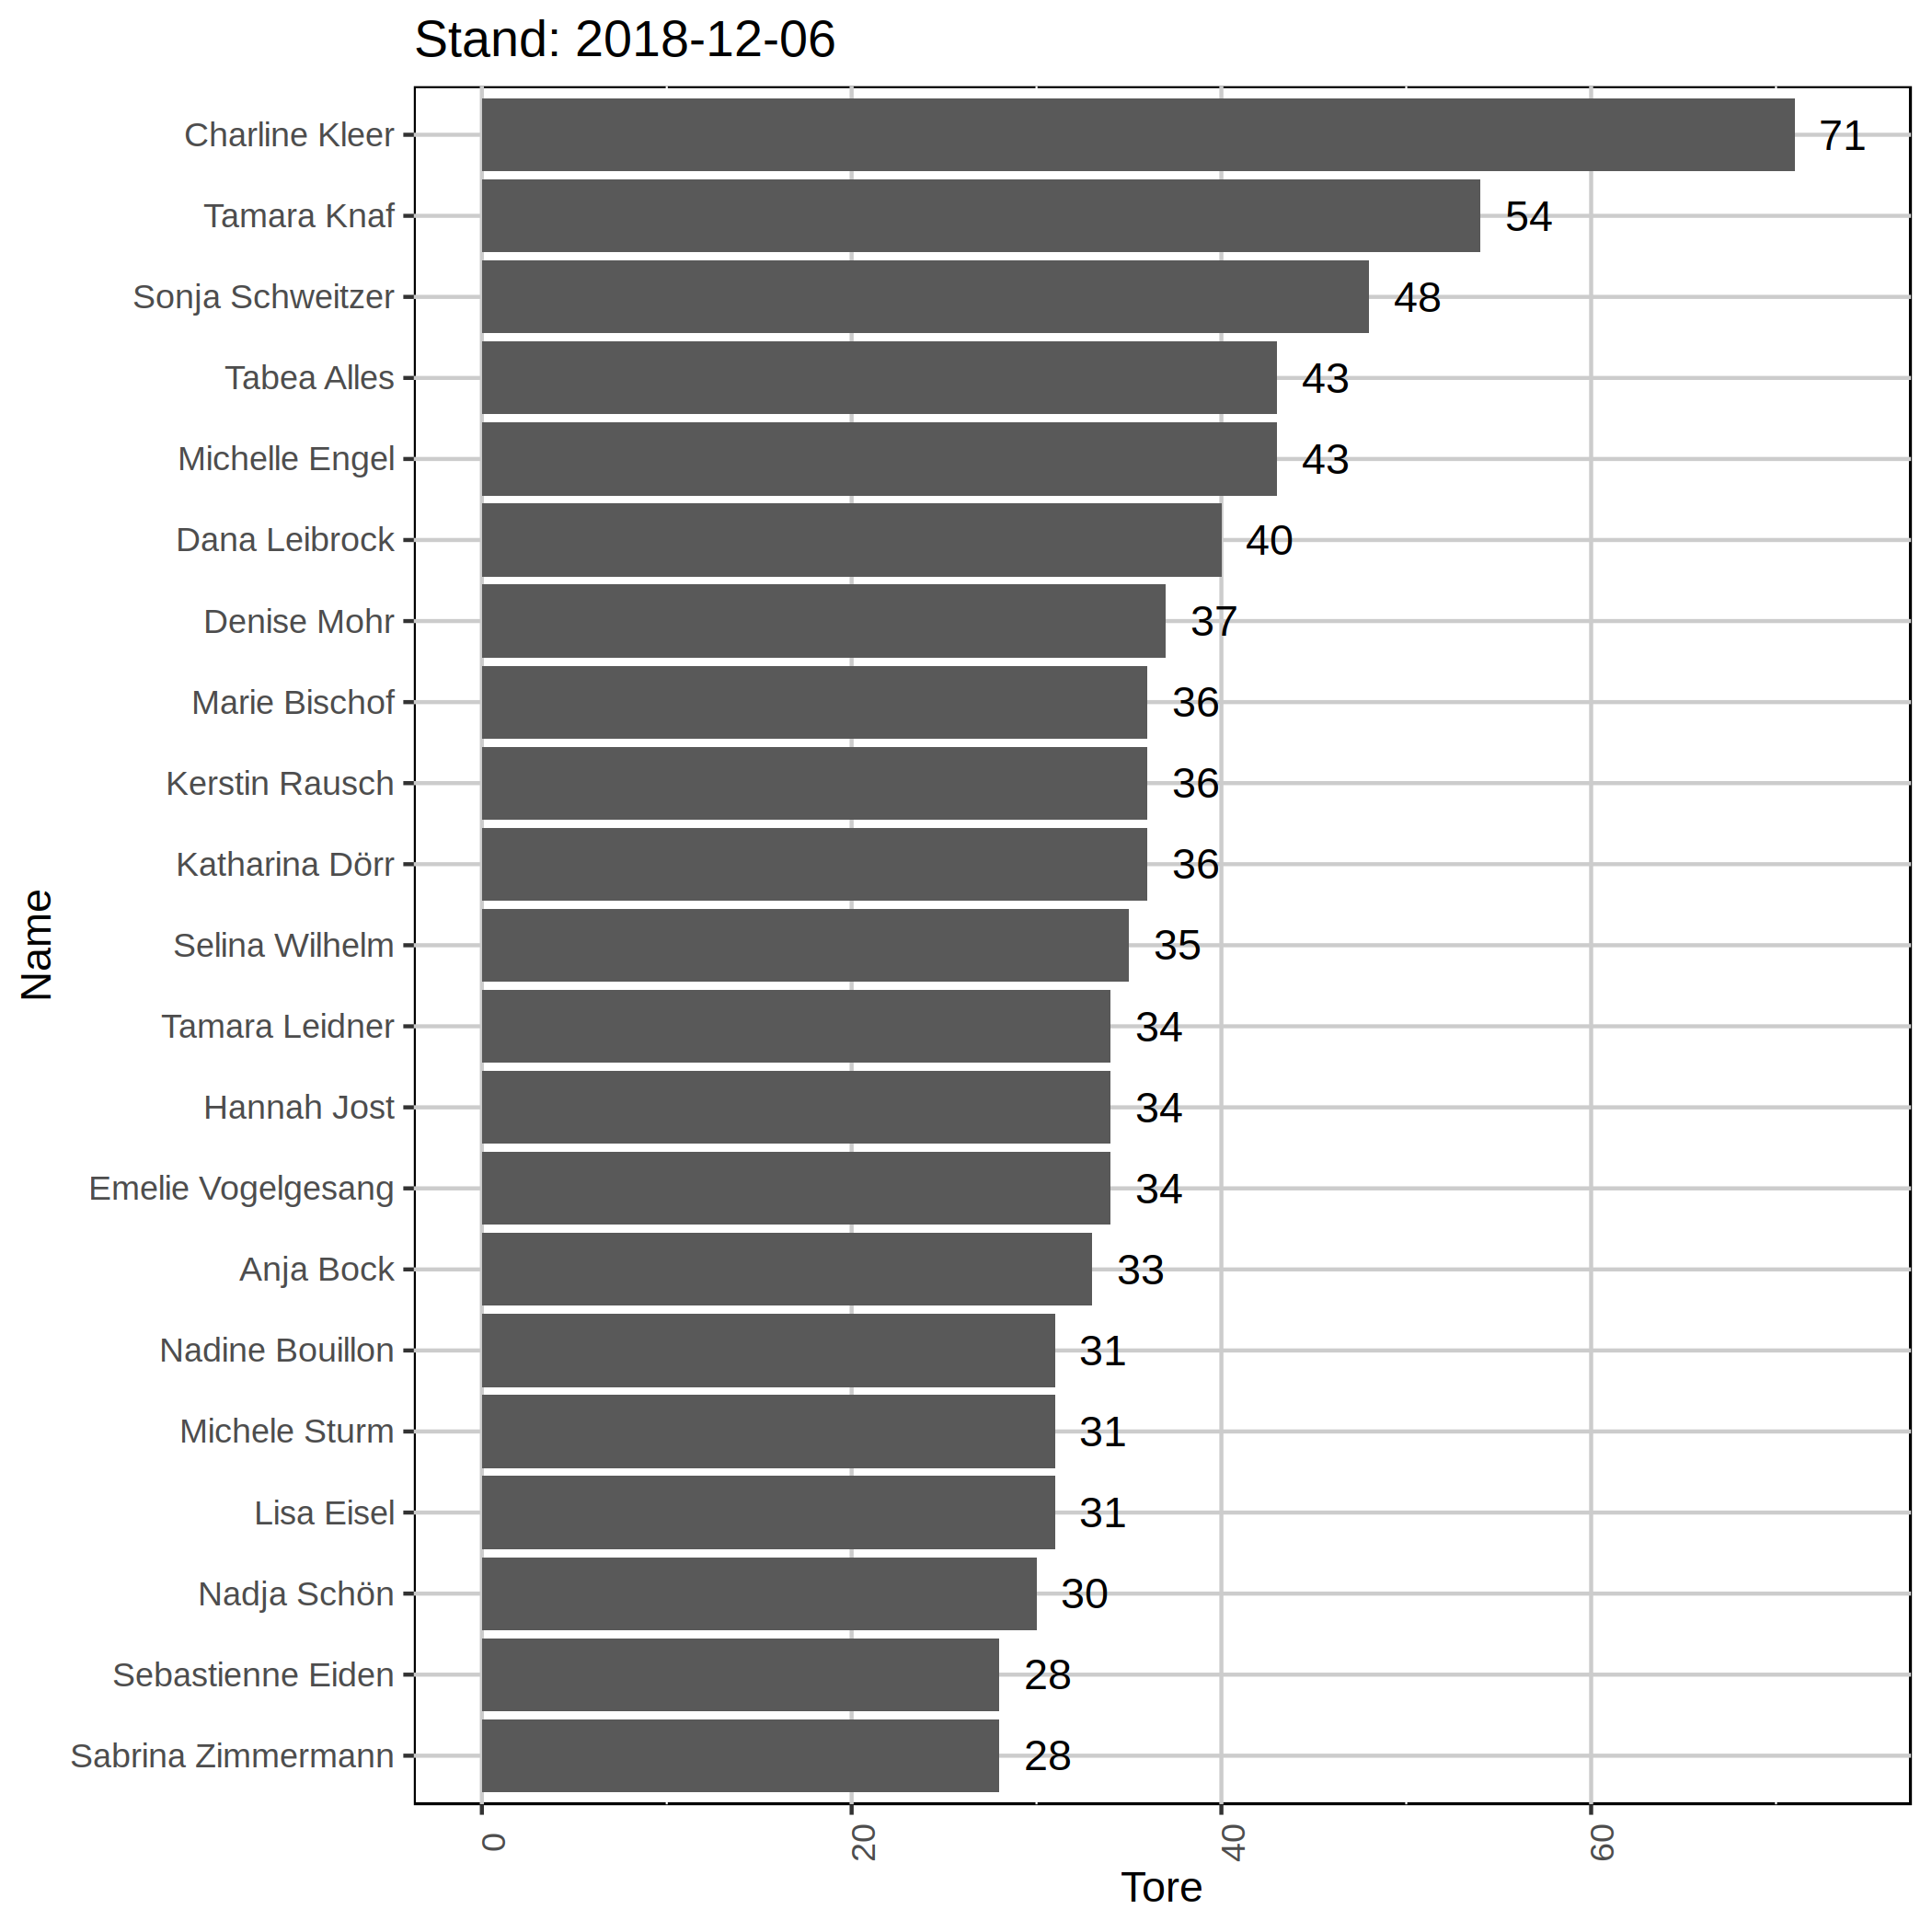 Stand: 2018-12-06
Charline Kleer 71
Tamara Knaf 54
Sonja Schweitzer 48
Tabea Alles 43
Michelle Engel 43
Dana Leibrock 40
Denise Mohr 37
Marie Bischof 36
Kerstin Rausch 36
Katharina Dörr 36
Selina Wilhelm 35
Tamara Leidner 34
Hannah Jost 34
Emelie Vogelgesang 34
Anja Bock 33
Nadine Bouillon 31
Michele Sturm 31
Lisa Eisel 31
Nadja Schön 30
Sebastienne Eiden 28
Sabrina Zimmermann 28
Name
0 20 40 60
Tore